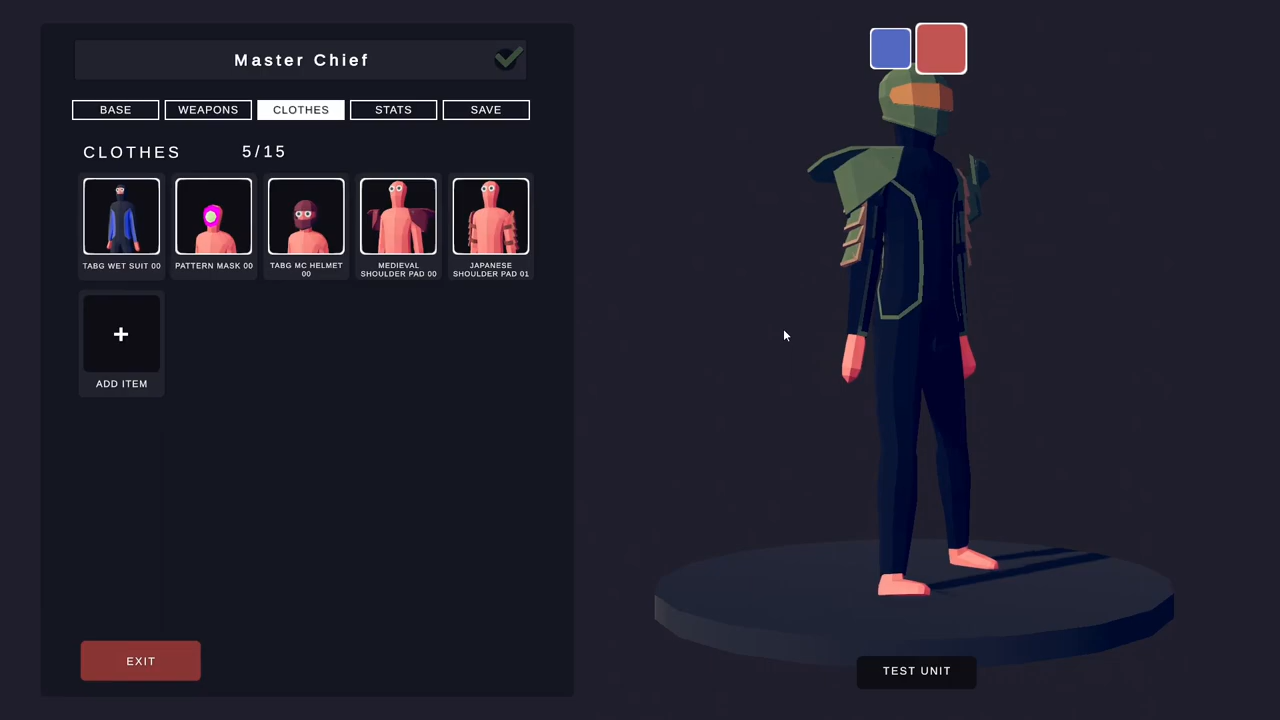 Master Chief
BASE
WEAPONS
CLOTHES
STATS
SAVE
CLOTHES 5/15
TABG WET SUIT 00
PATTERN MASK 00
TABG MC HELMET
00
MEDIEVAL
SHOULDER PAD 00
JAPANESE
SHOULDER PAD 01
+
ADD ITEM
EXIT
TEST UNIT